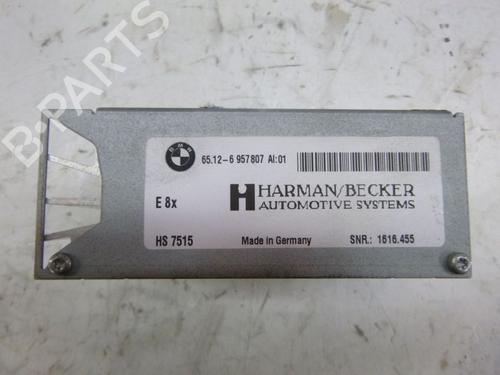 B-PARTS
BMW
65.12-6 957807 AI:01
E 8x
HARMAN/BECKER
AUTOMOTIVE SYSTEMS
HS 7515
Made in Germany
SNR.: 1616.455